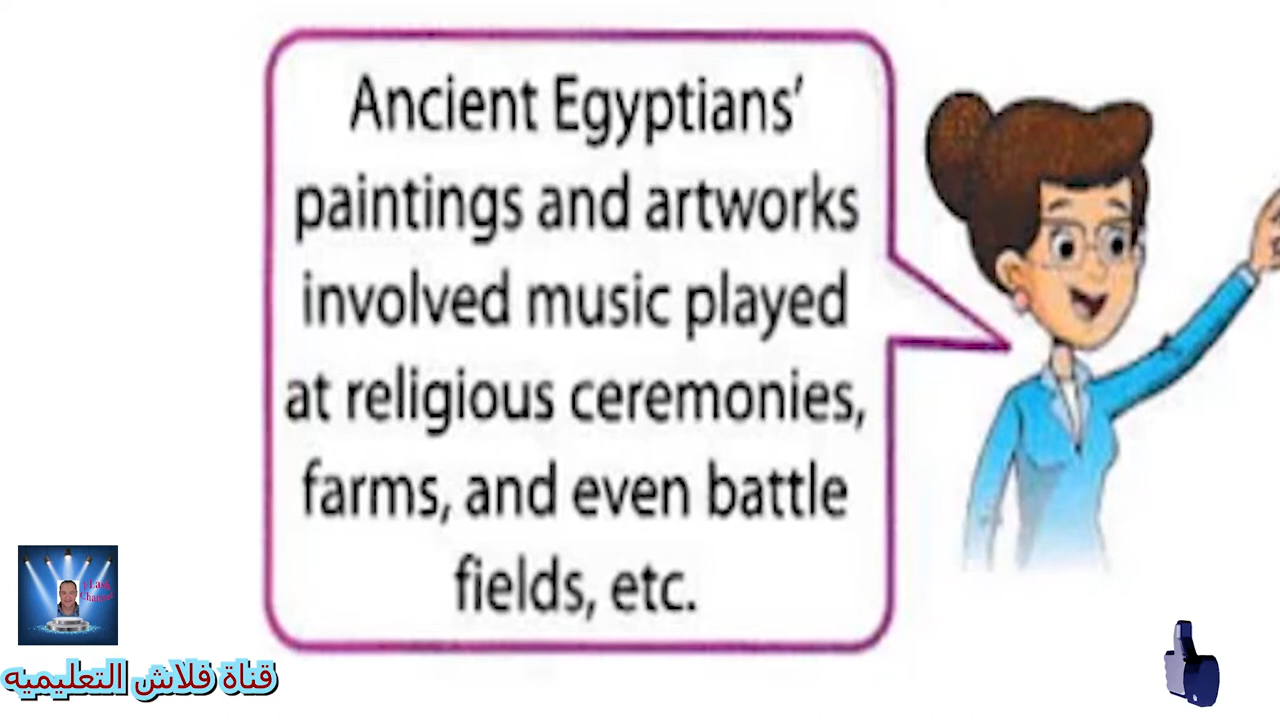 Ancient Egyptians’
paintings and artworks
involved music played
at religious ceremonies,
farms, and even battle
fields, etc.
قناة فلاش التعليميه